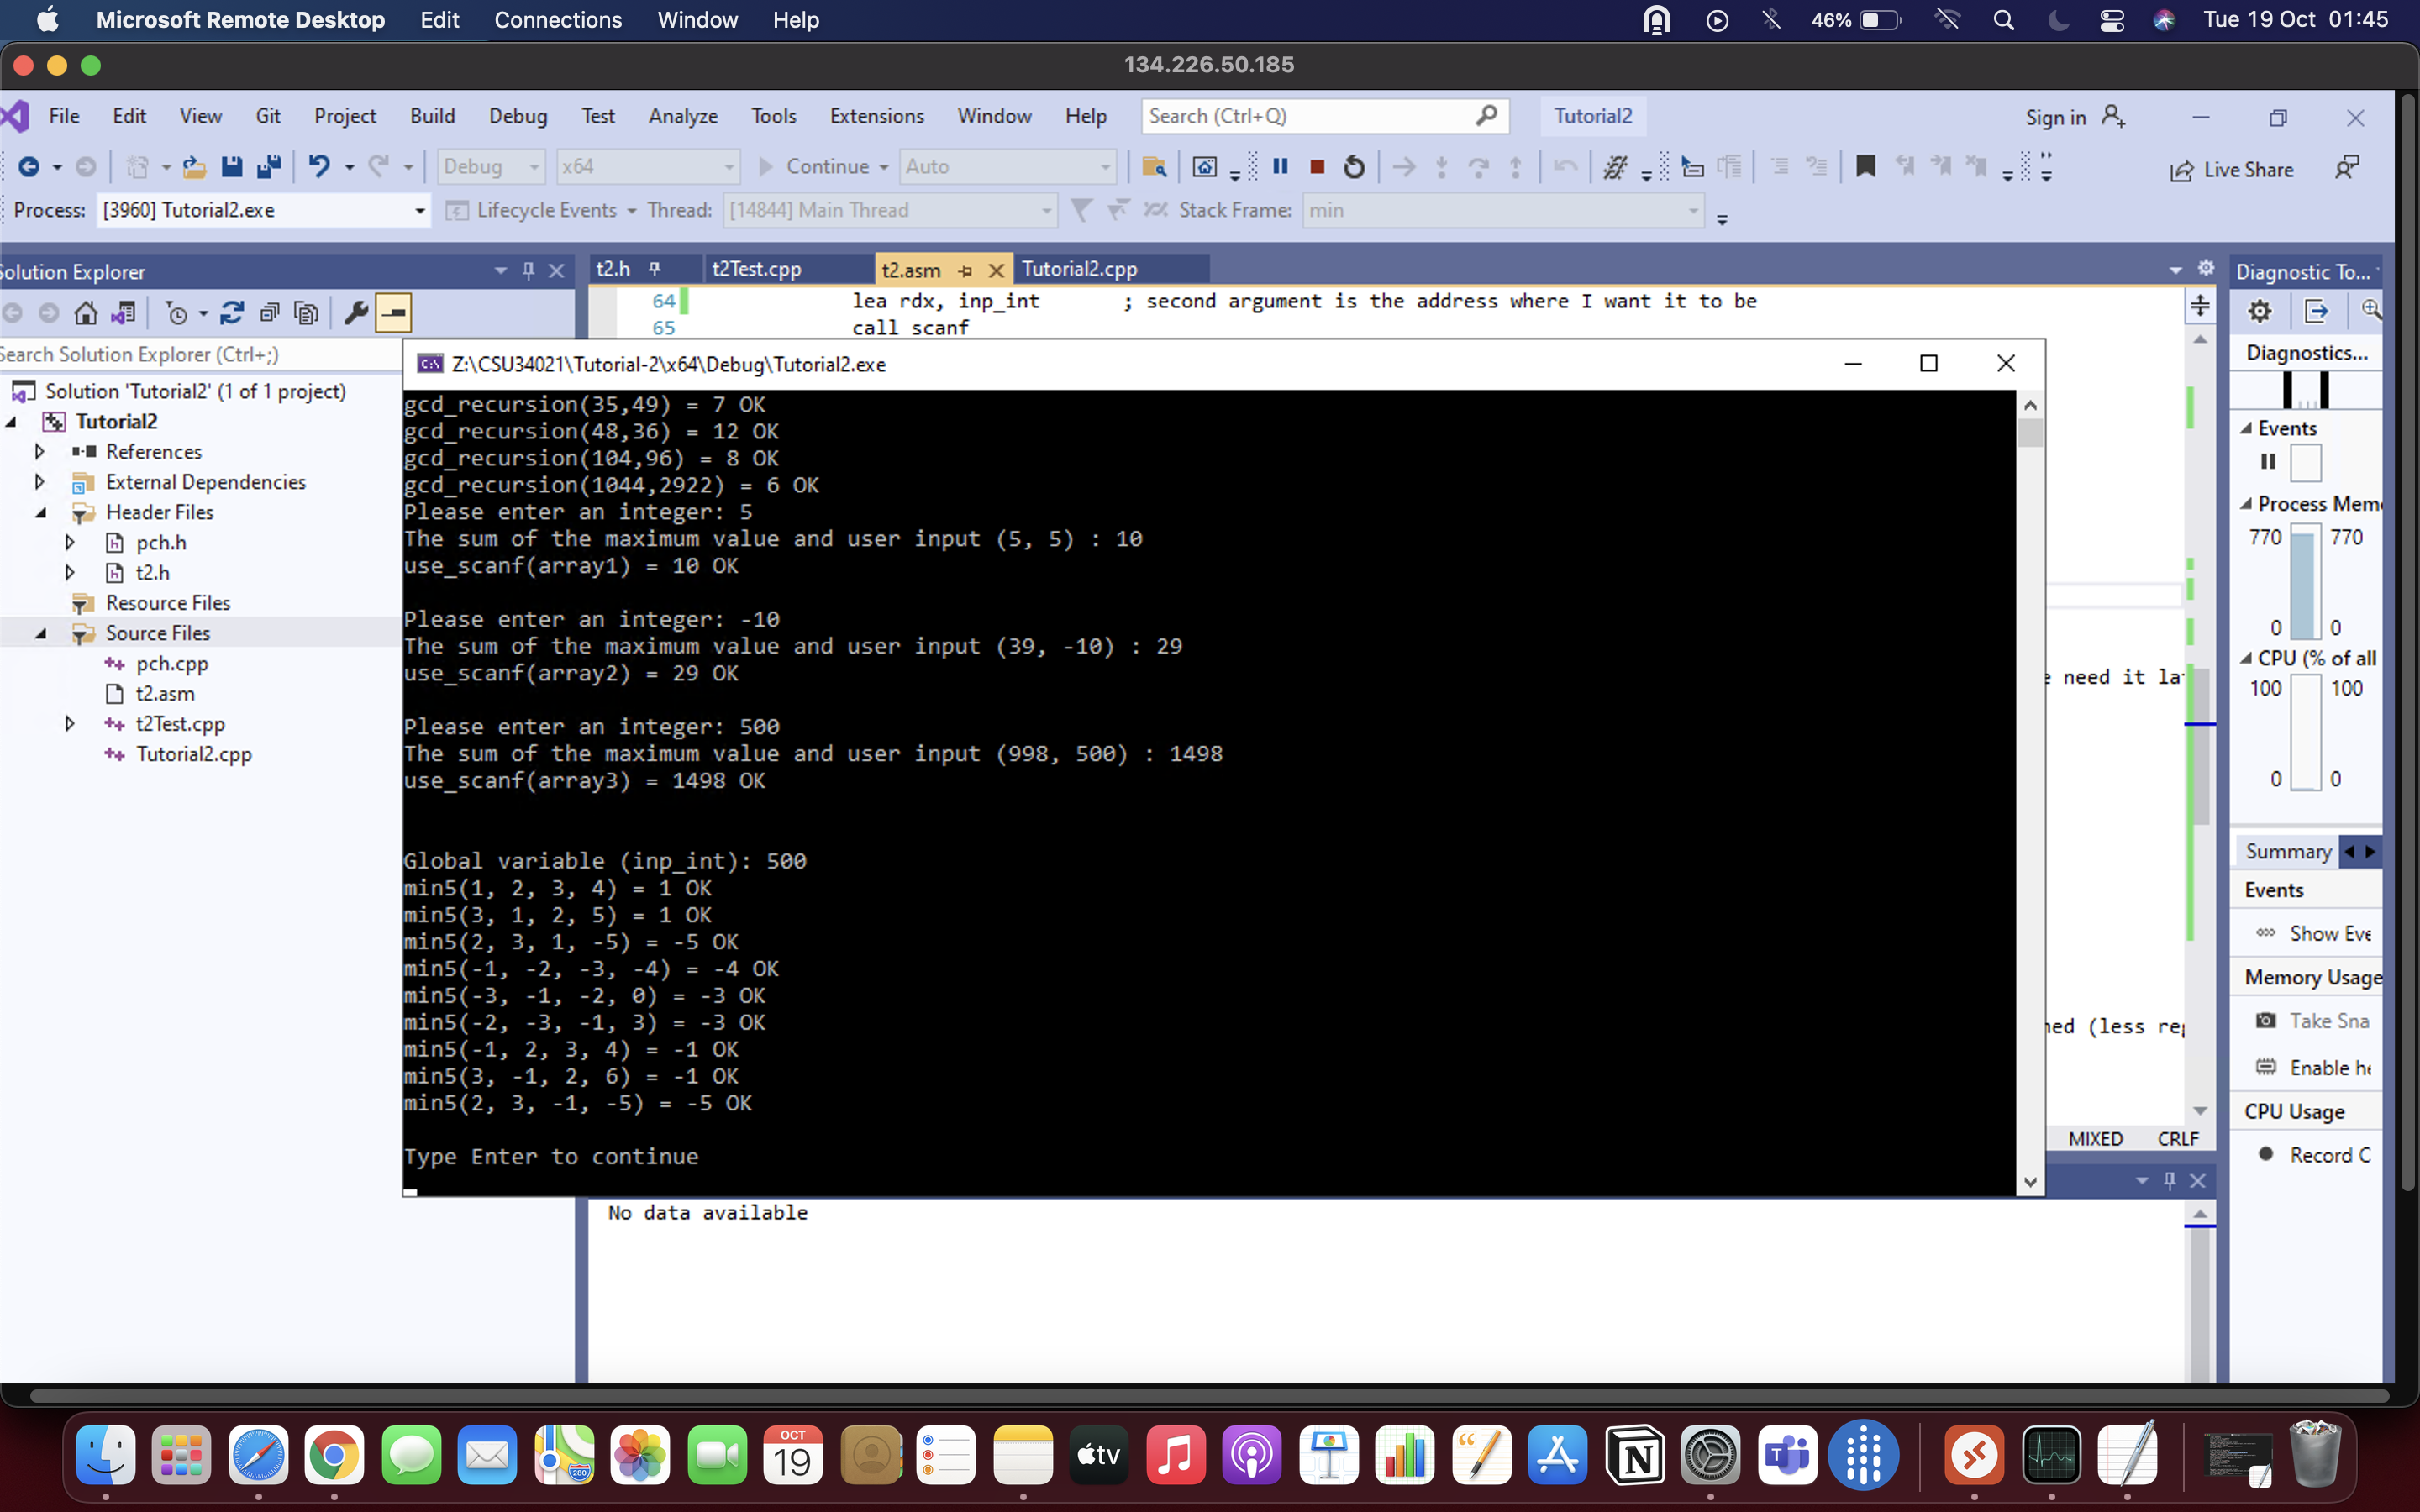 Microsoft Remote Desktop Edit Connections Window Help 46% Tue 19 Oct 01:45
134.226.50.185
File Edit View Git Project Build Debug Test Analyze Tools Extensions Window Help Search (Ctrl+Q) Tutorial2 Sign in
Debug x64 Continue Auto Live Share
Process: [3960] Tutorial2.exe Lifecycle Events Thread: [14844] Main Thread Stack Frame: min
Solution Explorer
t2.h t2Test.cpp t2.asm Tutorial2.cpp
Diagnostic To...
64 lea rdx, inp_int ; second argument is the address where I want it to be
65 call scanf
Search Solution Explorer (Ctrl+;)
Solution 'Tutorial2' (1 of 1 project)
Tutorial2
References
External Dependencies
Header Files
pch.h
t2.h
Resource Files
Source Files
pch.cpp
t2.asm
t2Test.cpp
Tutorial2.cpp
Z:\CSU34021\Tutorial-2\x64\Debug\Tutorial2.exe
gcd_recursion(35,49) = 7 OK
gcd_recursion(48,36) = 12 OK
gcd_recursion(104,96) = 8 OK
gcd_recursion(1044,2922) = 6 OK
Please enter an integer: 5
The sum of the maximum value and user input (5, 5) : 10
use_scanf(array1) = 10 OK
Please enter an integer: -10
The sum of the maximum value and user input (39, -10) : 29
use_scanf(array2) = 29 OK
Please enter an integer: 500
The sum of the maximum value and user input (998, 500) : 1498
use_scanf(array3) = 1498 OK
Global variable (inp_int): 500
min5(1, 2, 3, 4) = 1 OK
min5(3, 1, 2, 5) = 1 OK
min5(2, 3, 1, -5) = -5 OK
min5(-1, -2, -3, -4) = -4 OK
min5(-3, -1, -2, 0) = -3 OK
min5(-2, -3, -1, 3) = -3 OK
min5(-1, 2, 3, 4) = -1 OK
min5(3, -1, 2, 6) = -1 OK
min5(2, 3, -1, -5) = -5 OK
Type Enter to continue
need it la
ned (less re
MIXED CRLF
No data available
Diagnostics...
Events
Process Mem
770 770
0 0
CPU (% of all
100 100
0 0
Summary
Events
Show Eve
Memory Usage
Take Sna
Enable he
CPU Usage
Record C
OCT
19
280
tv
N
T